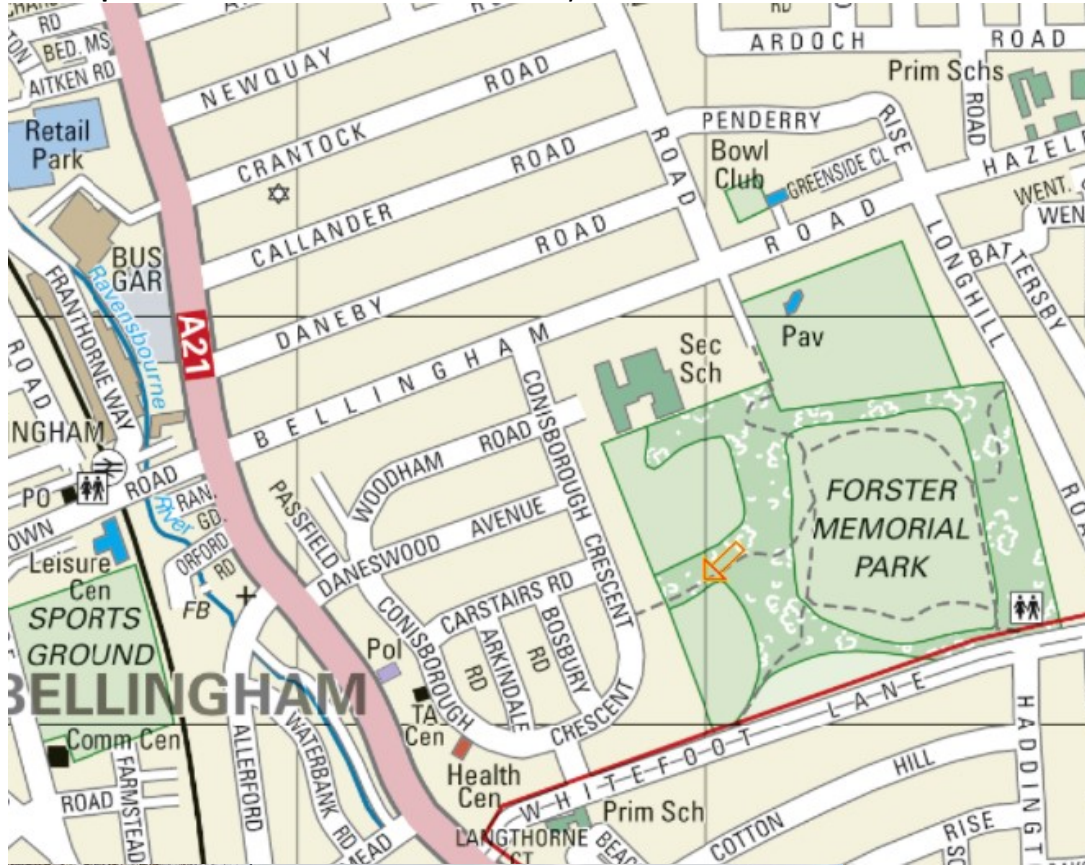 RD
BED. MS
AITKEN RD
NEWQUAY
ROAD
CRANTOCK
ROAD
CALLANDER
ROAD
DANEBY
ROAD
BELLINGHAM
ROAD
ROAD
ARDOCH ROAD
RD
Prim Schs
ROAD
PENDERRY
RISE
HAZEL
WENT.
WEN
Bowl
Club
GREENSIDE CL
LONGHILL
ROAD
BATTERSBY
Retail
Park
BUS
GAR
A21
Ravensbourne
River
FRANTHORNE WAY
ROAD
NGHAM
PO
ROAD
OWN
RAN.
GD.
ORFORD
RD
FB
Leisure
Cen
SPORTS
GROUND
BELLINGHAM
Comm Cen
ROAD
FARMSTEAD
ALLERFORD
WATERBANK RD
MEAD
PASSFIELD
WOODHAM ROAD
DANESWOOD AVENUE
CONISBOROUGH CRESCENT
CARSTAIRS RD
ARKINDALE
RD
BOSBURY
RD
CONISBOROUGH
CRESCENT
Pol
TA
Cen
Health
Cen
LANGTHORNE
CT
Prim Sch
WHITEFOOT LANE
BEAC
COTTON
HILL
RISE
HADDINGT
Sec
Sch
Pav
FORSTER
MEMORIAL
PARK